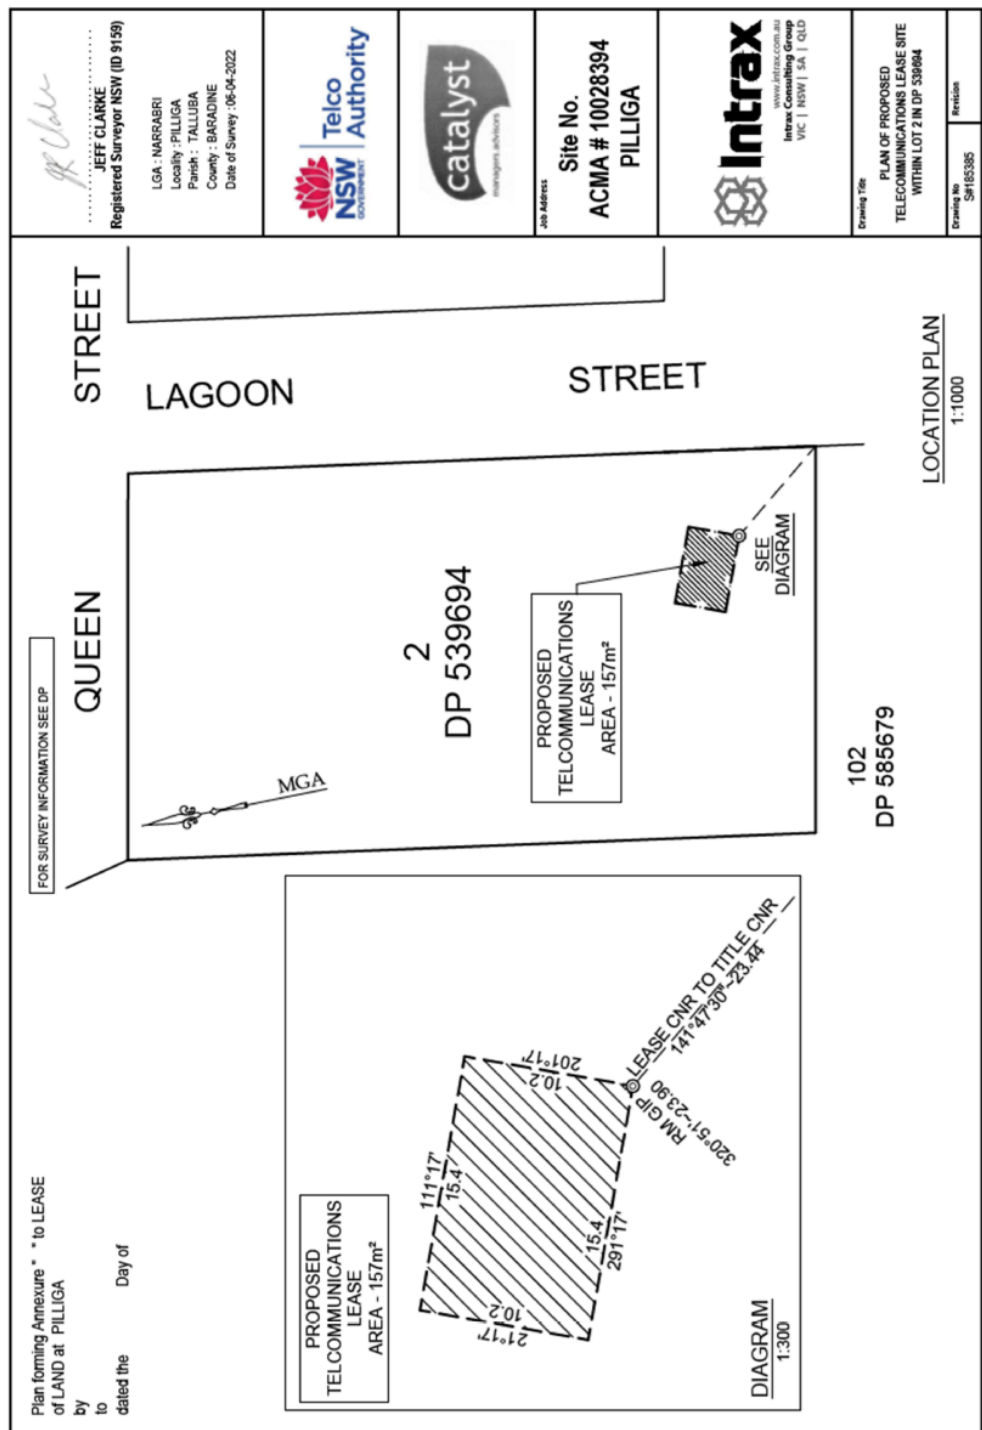 Plan forming Annexure " " to LEASE
of LAND at PILLIGA
by
to
dated the Day of
FOR SURVEY INFORMATION SEE DP
QUEEN STREET
LAGOON STREET
MGA
2
DP 539694
PROPOSED
TELCOMMUNICATIONS
LEASE
AREA - 157m²
SEE
DIAGRAM
102
DP 585679
LOCATION PLAN
1:1000
PROPOSED
TELCOMMUNICATIONS
LEASE
AREA - 157m²
111°17'
15.4
201°17'
10.2
21°17'
10.2
15.4
291°17'
LEASE CNR TO TITLE CNR
141°47'30"~23.44
RM GIP
320°51'~23.90
DIAGRAM
1:300
JEFF CLARKE
Registered Surveyor NSW (ID 9159)
LGA : NARRABRI
Locality : PILLIGA
Parish : TALLUBA
County : BARADINE
Date of Survey :06-04-2022
NSW
GOVERNMENT
Telco
Authority
catalyst
managers.advisors
Job Address
Site No.
ACMA # 10028394
PILLIGA
Intrax
www.intrax.com.au
Intrax Consulting Group
VIC | NSW | SA | QLD
Drawing Title
PLAN OF PROPOSED
TELECOMMUNICATIONS LEASE SITE
WITHIN LOT 2 IN DP 539694
Drawing No
S#185385
Revision